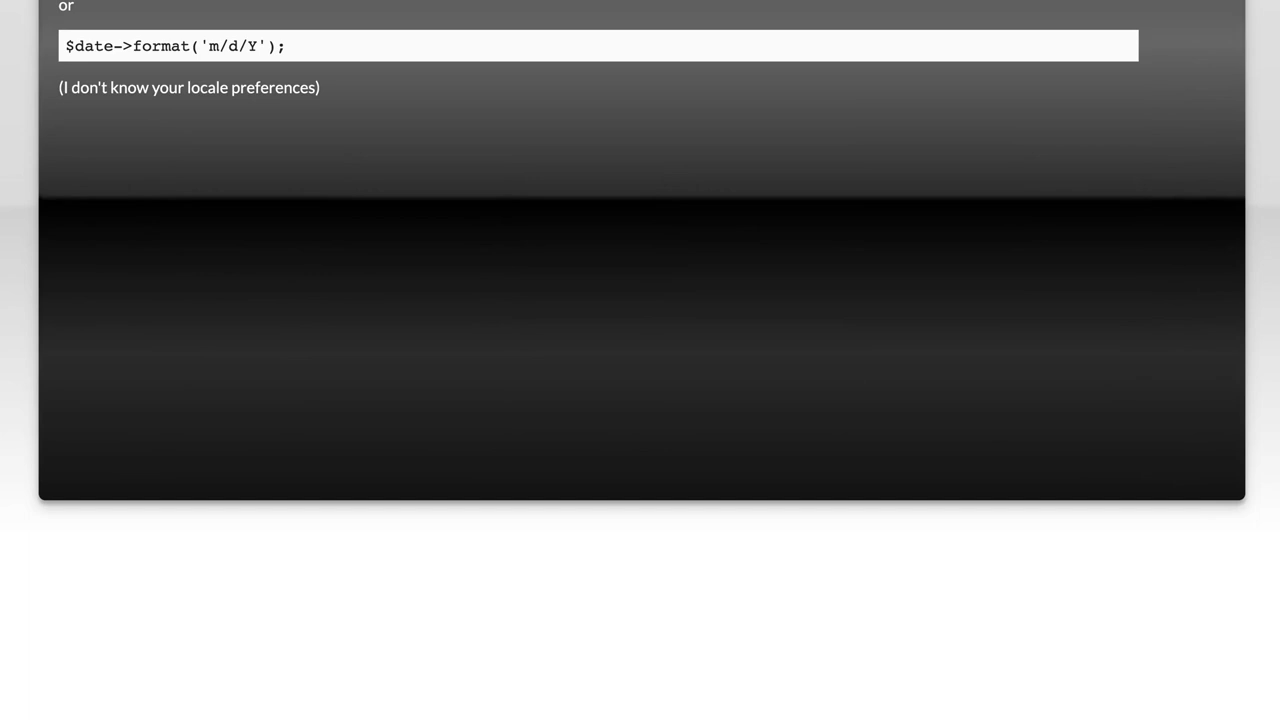 or
$date->format('m/d/Y');
(I don't know your locale preferences)